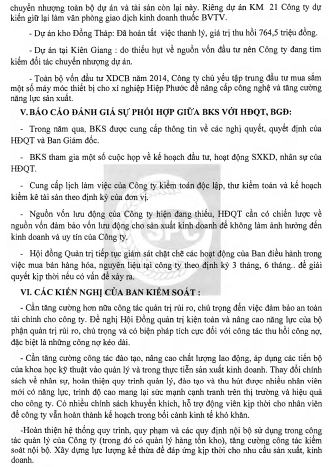 chuyển nhượng toàn bộ dự án và tài sản còn lại này. Riêng dự án KM 21 Công ty dự
kiến giữ lại làm văn phòng giao dịch kinh doanh thuốc BVTV.
- Dự án kho Đồng Tháp: Đã hoàn tất việc thanh lý, giá trị thu hồi 764,5 triệu đồng.
- Dự án tại Kiên Giang : do thiếu hụt về nguồn vốn đầu tư nên Công ty đang tìm
kiếm đối tác chuyển nhượng dự án.
- Toàn bộ vốn đầu tư XDCB năm 2014, Công ty chủ yếu tập trung đầu tư mua sắm
một số máy móc thiết bị cho xí nghiệp Hiệp Phước để nâng cấp công nghệ và tăng cường
năng lực sản xuất.
V. BÁO CÁO ĐÁNH GIÁ SỰ PHỐI HỢP GIỮA BKS VỚI HĐQT, BGĐ:
- Trong năm qua, BKS được cung cấp thông tin về các nghị quyết, quyết định của
HĐQT và Ban Giám đốc.
- BKS tham gia một số cuộc họp về kế hoạch đầu tư, hoạt động SXKD, nhân sự của
HĐQT.
- Cung cấp lịch làm việc của Công ty kiểm toán độc lập, thư kiểm toán và kế hoạch
kiểm kê tài sản theo định kỳ của đơn vị.
- Nguồn vốn lưu động của Công ty hiện đang thiếu, HĐQT cần có chiến lược về
nguồn vốn đảm bảo vốn lưu động cho sản xuất kinh doanh để không làm ảnh hưởng đến
kinh doanh và uy tín của Công ty.
- Hội đồng Quản trị tiếp tục giám sát chặt chẽ các hoạt động của Ban điều hành trong
việc mua bán hàng hóa, nguyên liệu tại công ty theo định kỳ 3 tháng, 6 tháng.. để giải
quyết kịp thời nếu có vấn đề xảy ra.
VI. CÁC KIẾN NGHỊ CỦA BAN KIỂM SOÁT :
- Cần tăng cường hơn nữa công tác quản trị rủi ro, chú trọng đến việc đảm bảo an toàn
tài chính cho công ty. Đề nghị Hội Đồng quản trị kiện toàn và nâng cao năng lực của bộ
phận quản trị rủi ro, chú trọng và có biện pháp tích cực đối với công tác thu hồi công nợ,
đặc biệt là những công nợ kéo dài.
- Cần tăng cường công tác đào tạo, nâng cao chất lượng lao động, áp dụng các tiến bộ
của khoa học kỹ thuật vào quản lý và trong thực tiễn sản xuất kinh doanh. Thay đổi chính
sách về nhân sự, hoàn thiện quy trình quản lý, đào tạo và thu hút được nhiều nhân viên
mới có năng lực, trình độ cao mang lại sức mạnh cạnh tranh trên thị trường và hiệu quả
cho công ty. Có nhiều chính sách khuyến khích, hỗ trợ động viên kịp thời cho nhân viên
để công ty vẫn hoàn thành kế hoạch trong bối cảnh kinh tế khó khăn.
-Hoàn thiện hệ thống quy trình, quy phạm và các quy định nội bộ sử dụng trong công
tác quản lý của Công ty (trong đó có quản lý hàng tồn kho), tăng cường công tác kiểm
soát nội bộ. Xây dựng lực lượng kế thừa để đáp ứng kịp thời cho nhu cầu sản xuất, kinh
SPC